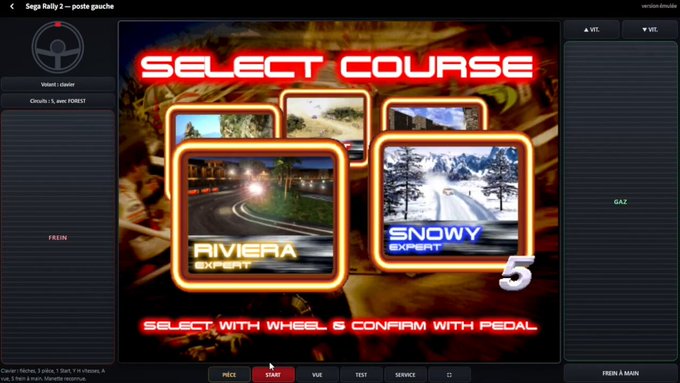 Sega Rally 2 — poste gauche
version émulée
Volant : clavier
Circuits : 5, avec FOREST
FREIN
SELECT COURSE
RIVIERA
EXPERT
SNOWY
EXPERT
5
SELECT WITH WHEEL & CONFIRM WITH PEDAL
▲ VIT.
▼ VIT.
GAZ
Clavier : flèches, 3 pièce, 1 Start, Y H vitesses, A
vue, S frein à main. Manette reconnue.
PIÈCE
START
VUE
TEST
SERVICE
FREIN À MAIN